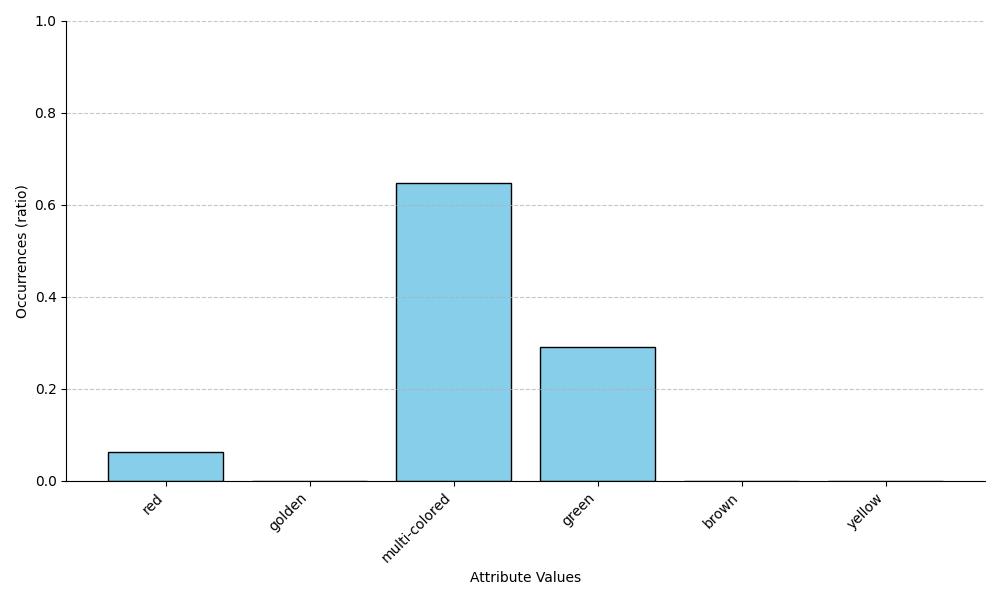 1.0
0.8
0.6
0.4
0.2
0.0
Occurrences (ratio)
red
golden
multi-colored
green
brown
yellow
Attribute Values